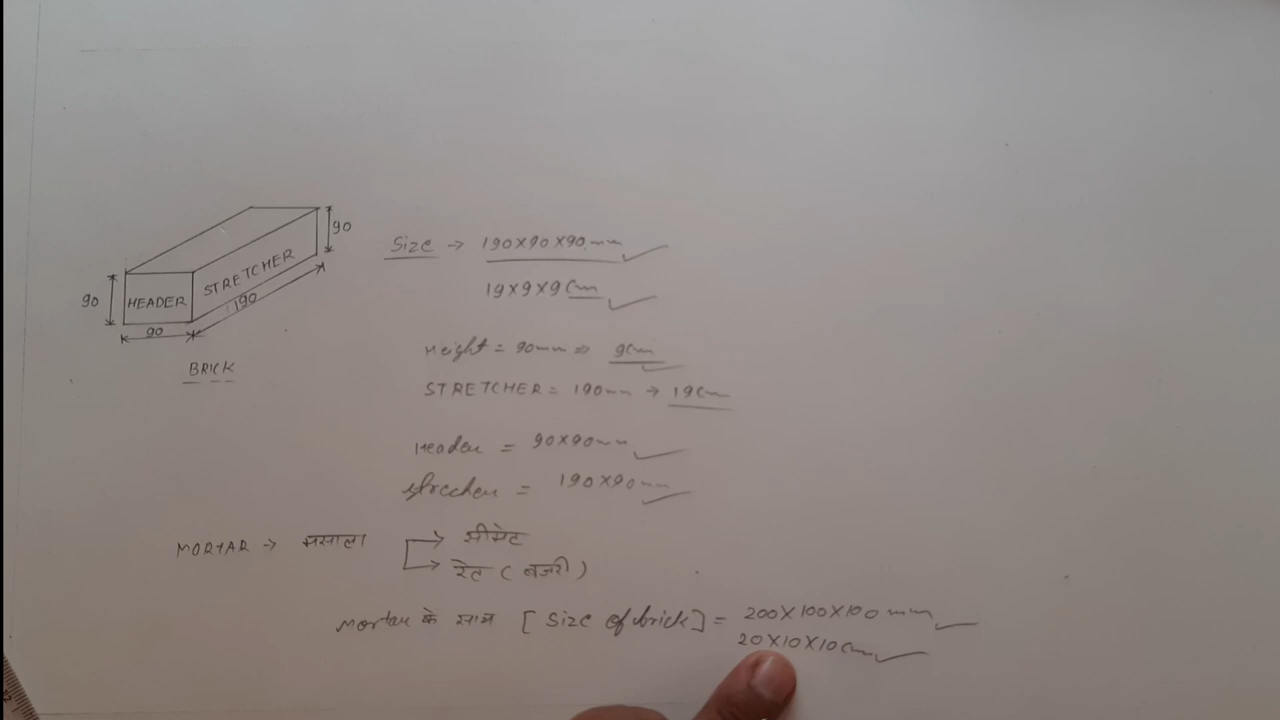 90
Size → 190×90×90 mm
HEADER
STRETCHER
90
90
190
19×9×9 cm
BRICK
Height = 90mm ⇒ 9cm
STRETCHER = 190mm → 19cm
Header = 90×90mm
Strecher = 190×90mm
MORTAR → मसाला
सीमेट
रेत ( बजरी )
Mortar के साथ [ Size of brick ] = 200×100×100 mm
20×10×10 cm